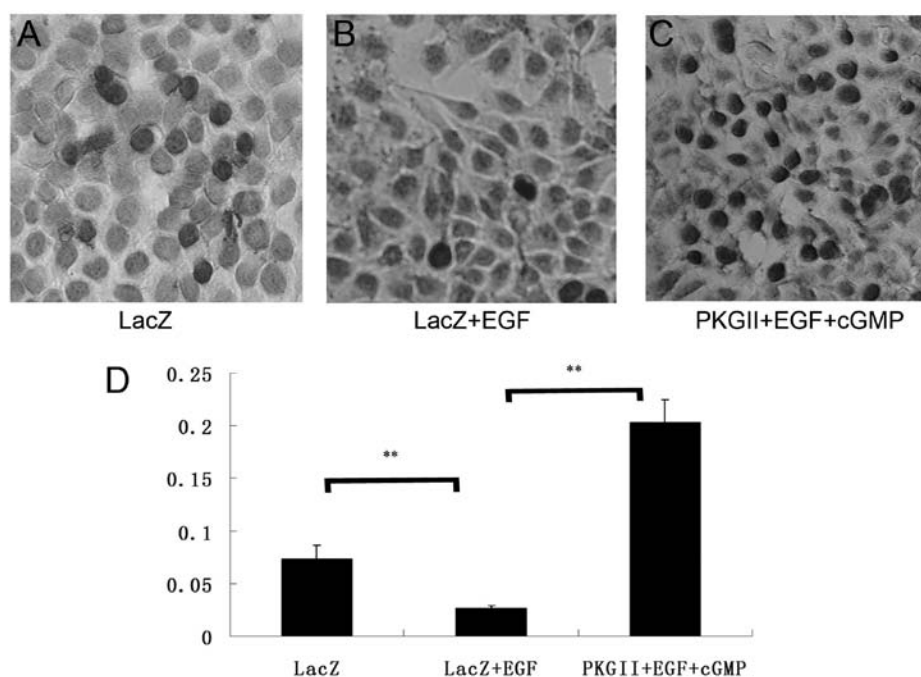 A
B
C
LacZ
LacZ+EGF
PKGII+EGF+cGMP
D
0.25
0.2
0.15
0.1
0.05
0
**
**
LacZ
LacZ+EGF
PKGII+EGF+cGMP